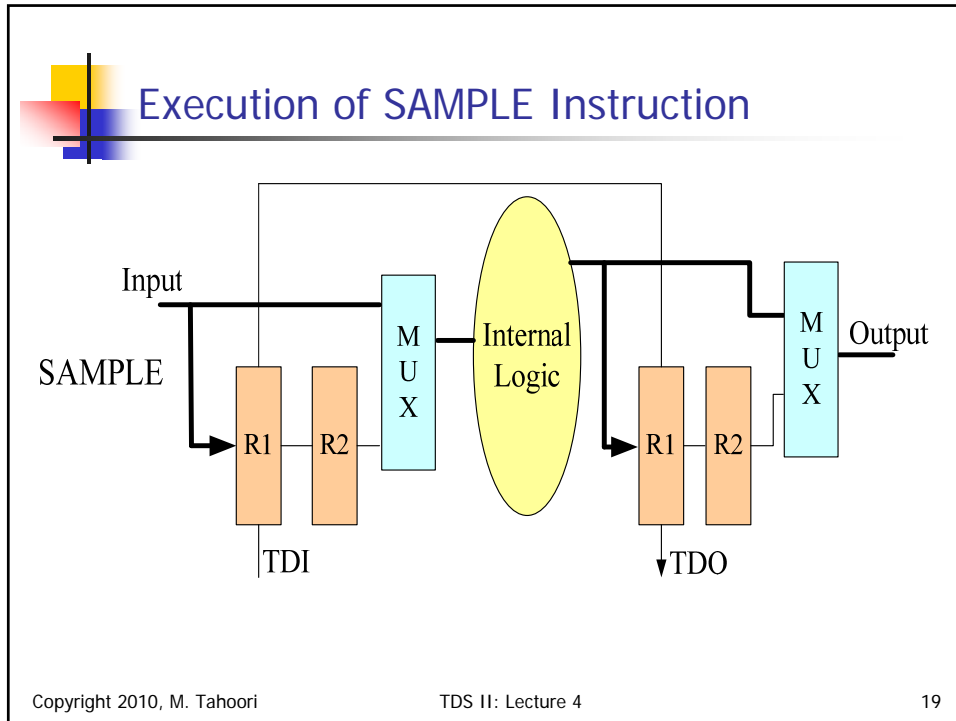 Execution of SAMPLE Instruction
Input
SAMPLE
R1
R2
TDI
M
U
X
Internal
Logic
R1
R2
TDO
M
U
X
Output
Copyright 2010, M. Tahoori
TDS II: Lecture 4
19